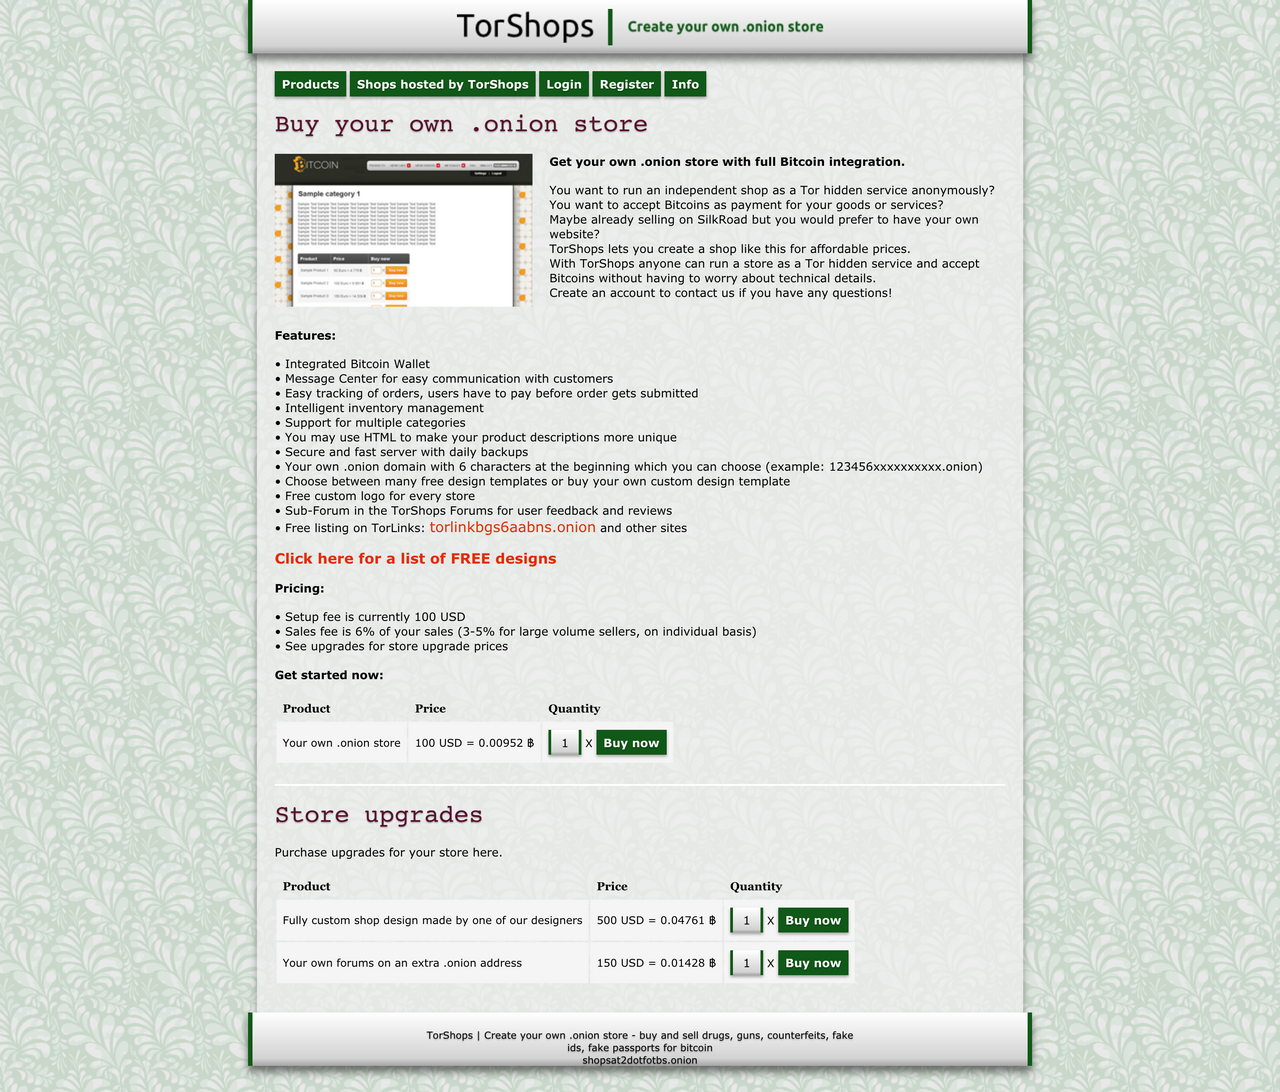 TorShops | Create your own .onion store
Products Shops hosted by TorShops Login Register Info
Buy your own .onion store
BITCOIN
Sample category 1
Product Price Buy now
Sample Product 1
Sample Product 2
Sample Product 3
Get your own .onion store with full Bitcoin integration.
You want to run an independent shop as a Tor hidden service anonymously?
You want to accept Bitcoins as payment for your goods or services?
Maybe already selling on SilkRoad but you would prefer to have your own
website?
TorShops lets you create a shop like this for affordable prices.
With TorShops anyone can run a store as a Tor hidden service and accept
Bitcoins without having to worry about technical details.
Create an account to contact us if you have any questions!
Features:
• Integrated Bitcoin Wallet
• Message Center for easy communication with customers
• Easy tracking of orders, users have to pay before order gets submitted
• Intelligent inventory management
• Support for multiple categories
• You may use HTML to make your product descriptions more unique
• Secure and fast server with daily backups
• Your own .onion domain with 6 characters at the beginning which you can choose (example: 123456xxxxxxxxxx.onion)
• Choose between many free design templates or buy your own custom design template
• Free custom logo for every store
• Sub-Forum in the TorShops Forums for user feedback and reviews
• Free listing on TorLinks: torlinkbgs6aabns.onion and other sites
Click here for a list of FREE designs
Pricing:
• Setup fee is currently 100 USD
• Sales fee is 6% of your sales (3-5% for large volume sellers, on individual basis)
• See upgrades for store upgrade prices
Get started now:
Product Price Quantity
Your own .onion store 100 USD = 0.00952 ฿ 1 X Buy now
Store upgrades
Purchase upgrades for your store here.
Product Price Quantity
Fully custom shop design made by one of our designers 500 USD = 0.04761 ฿ 1 X Buy now
Your own forums on an extra .onion address 150 USD = 0.01428 ฿ 1 X Buy now
TorShops | Create your own .onion store - buy and sell drugs, guns, counterfeits, fake
ids, fake passports for bitcoin
shopsat2dotfotbs.onion